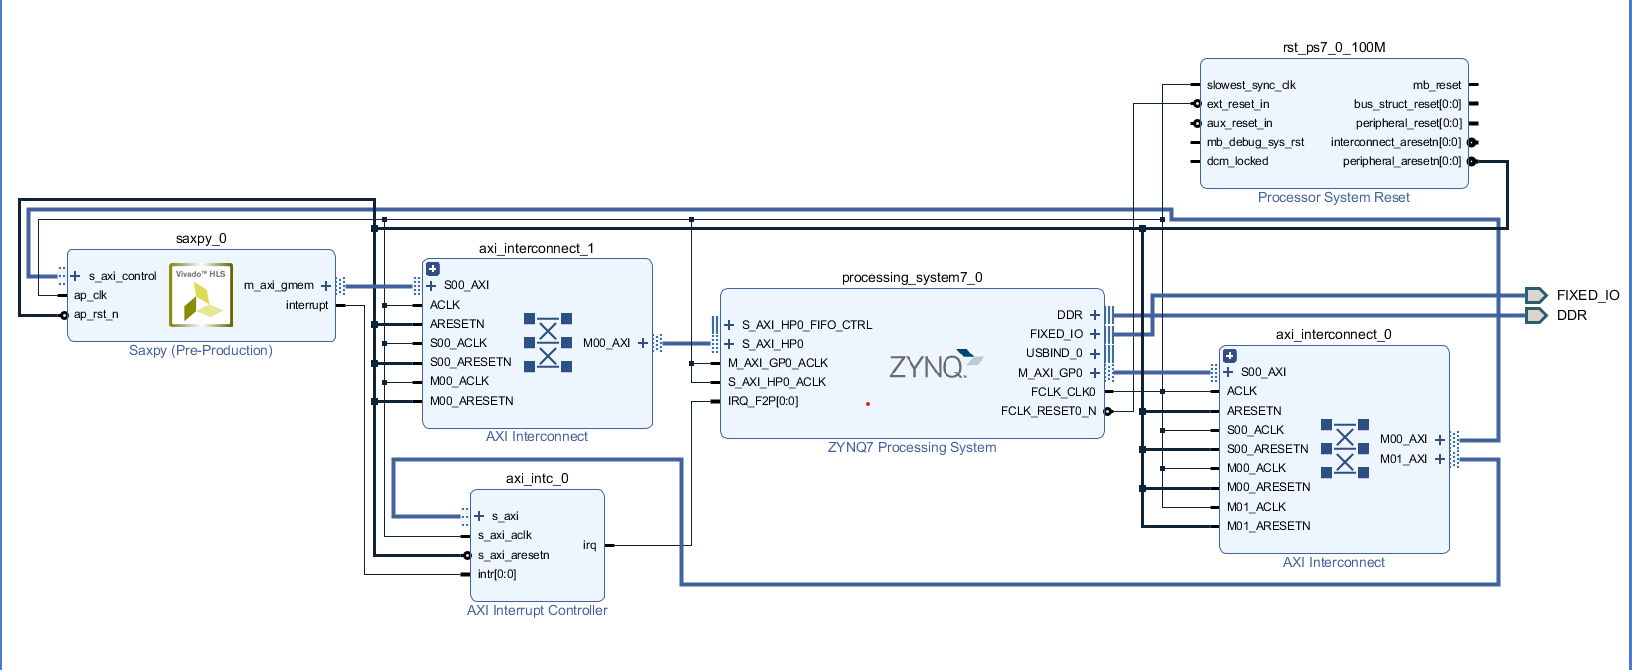 rst_ps7_0_100M
slowest_sync_clk
ext_reset_in
aux_reset_in
mb_debug_sys_rst
dcm_locked
mb_reset
bus_struct_reset[0:0]
peripheral_reset[0:0]
interconnect_aresetn[0:0]
peripheral_aresetn[0:0]
Processor System Reset
saxpy_0
s_axi_control
ap_clk
ap_rst_n
Vivado™ HLS
m_axi_gmem
interrupt
Saxpy (Pre-Production)
axi_interconnect_1
S00_AXI
ACLK
ARESETN
S00_ACLK
S00_ARESETN
M00_ACLK
M00_ARESETN
M00_AXI
AXI Interconnect
processing_system7_0
S_AXI_HP0_FIFO_CTRL
S_AXI_HP0
M_AXI_GP0_ACLK
S_AXI_HP0_ACLK
IRQ_F2P[0:0]
ZYNQ
DDR
FIXED_IO
USBIND_0
M_AXI_GP0
FCLK_CLK0
FCLK_RESET0_N
ZYNQ7 Processing System
FIXED_IO
DDR
axi_interconnect_0
S00_AXI
ACLK
ARESETN
S00_ACLK
S00_ARESETN
M00_ACLK
M00_ARESETN
M01_ACLK
M01_ARESETN
M00_AXI
M01_AXI
AXI Interconnect
axi_intc_0
s_axi
s_axi_aclk
s_axi_aresetn
intr[0:0]
irq
AXI Interrupt Controller